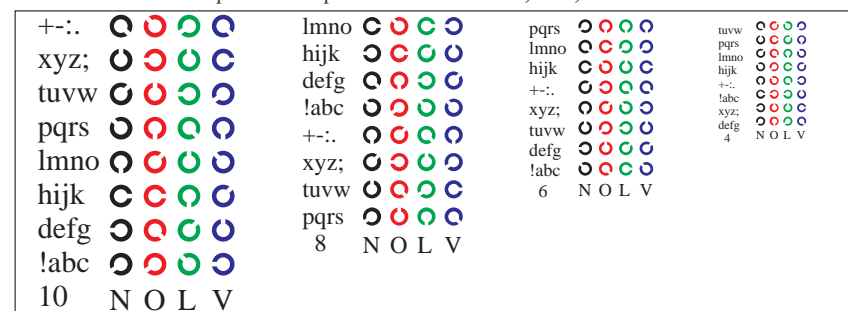 +-:.
xyz;
tuvw
pqrs
lmno
hijk
defg
!abc
10 N O L V
lmno
hijk
defg
!abc
+-:.
xyz;
tuvw
pqrs
8 N O L V
pqrs
lmno
hijk
+-:.
xyz;
tuvw
defg
!abc
6 N O L V
tuvw
pqrs
lmno
hijk
+-:.
!abc
xyz;
defg
4 N O L V